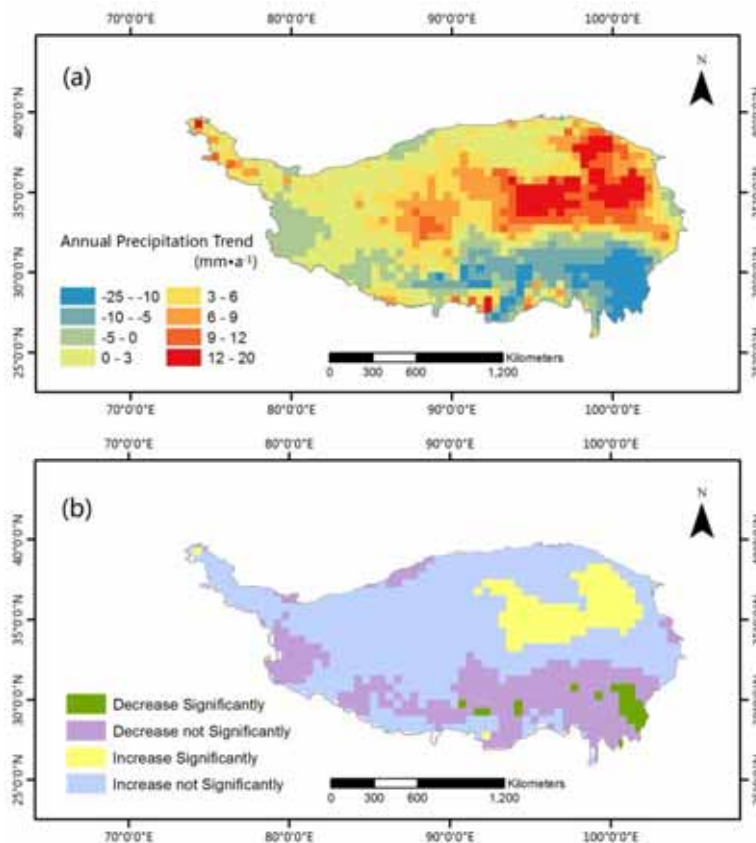 70°0'0"E 80°0'0"E 90°0'0"E 100°0'0"E
(a)
N
40°0'0"N
35°0'0"N
30°0'0"N
25°0'0"N
Annual Precipitation Trend
(mm•a⁻¹)
-25 - -10
-10 - -5
-5 - 0
0 - 3
3 - 6
6 - 9
9 - 12
12 - 20
Kilometers
0 300 600 1,200
70°0'0"E 80°0'0"E 90°0'0"E 100°0'0"E
70°0'0"E 80°0'0"E 90°0'0"E 100°0'0"E
(b)
N
40°0'0"N
35°0'0"N
30°0'0"N
25°0'0"N
Decrease Significantly
Decrease not Significantly
Increase Significantly
Increase not Significantly
Kilometers
0 300 600 1,200
70°0'0"E 80°0'0"E 90°0'0"E 100°0'0"E